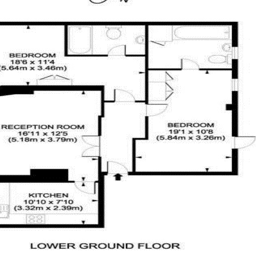 BEDROOM
18'6 x 11'4
(5.64m x 3.46m)
RECEPTION ROOM
16'11 x 12'5
(5.18m x 3.79m)
BEDROOM
19'1 x 10'8
(5.84m x 3.26m)
KITCHEN
10'10 x 7'10
(3.32m x 2.39m)
LOWER GROUND FLOOR